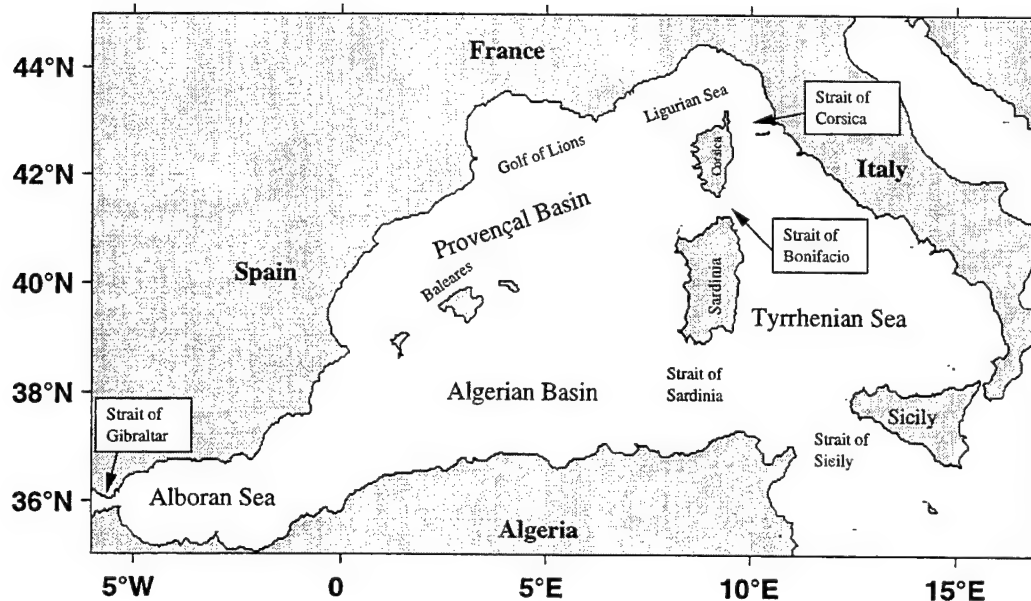 44°N
42°N
40°N
38°N
36°N
France
Ligurian Sea
Strait of
Corsica
Golf of Lions
Corsica
Italy
Provençal Basin
Strait of
Bonifacio
Spain
Baleares
Sardinia
Tyrrhenian Sea
Algerian Basin
Strait of
Sardinia
Strait of
Gibraltar
Sicily
Strait of
Sicily
Alboran Sea
Algeria
5°W
0
5°E
10°E
15°E